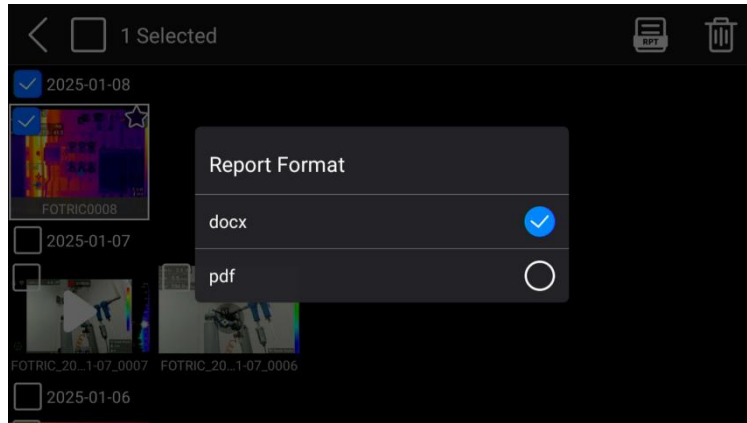 1 Selected
RPT
2025-01-08
FOTRIC0008
Report Format
docx
pdf
2025-01-07
FOTRIC_20...1-07_0007
FOTRIC_20...1-07_0006
2025-01-06